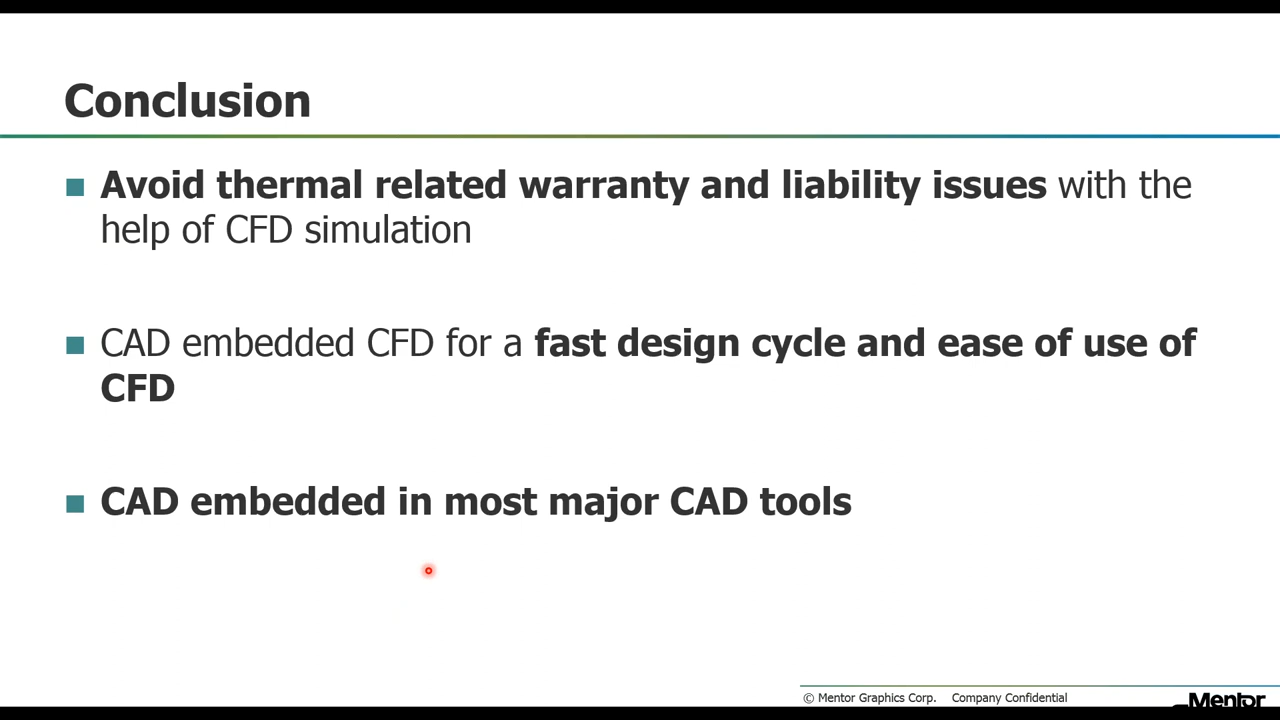 Conclusion
Avoid thermal related warranty and liability issues with the
help of CFD simulation
CAD embedded CFD for a fast design cycle and ease of use of
CFD
CAD embedded in most major CAD tools
© Mentor Graphics Corp. Company Confidential
Mentor